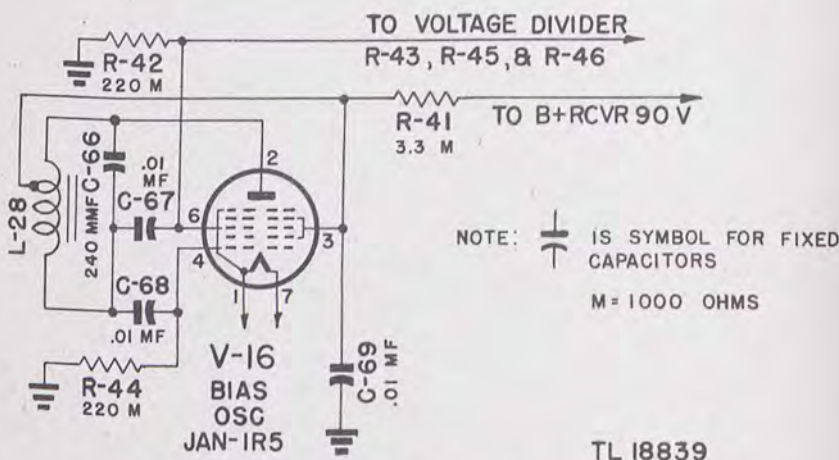 TO VOLTAGE DIVIDER
R-43, R-45, & R-46
R-42
220 M
R-41
3.3 M
TO B+RCVR 90 V
L-28
240 MMF
C-66
.01
MF
C-67
2
6
4
3
1
7
C-68
.01 MF
R-44
220 M
V-16
BIAS
OSC
JAN-1R5
C-69
.01 MF
NOTE: IS SYMBOL FOR FIXED
CAPACITORS
M=1000 OHMS
TL 18839